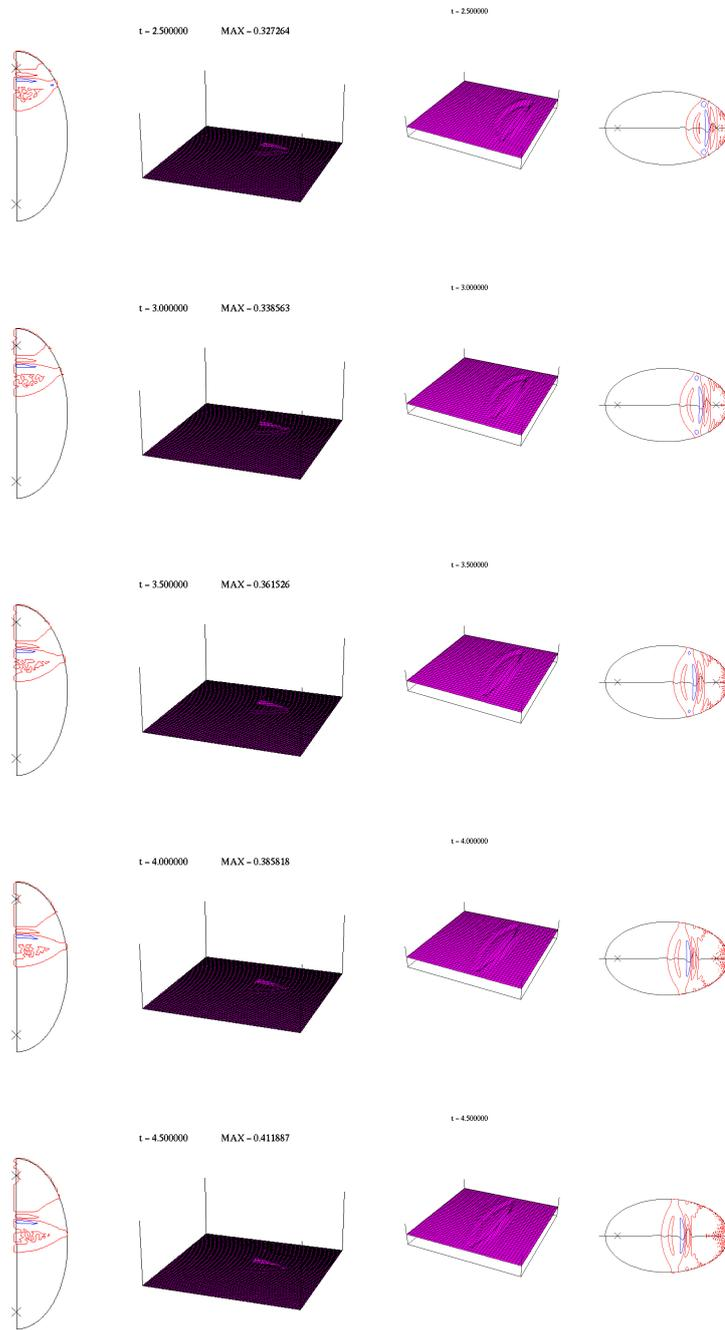 t = 2.500000
t = 2.500000 MAX = 0.327264
t = 3.000000
t = 3.000000 MAX = 0.338563
t = 3.500000
t = 3.500000 MAX = 0.361526
t = 4.000000
t = 4.000000 MAX = 0.385818
t = 4.500000
t = 4.500000 MAX = 0.411887